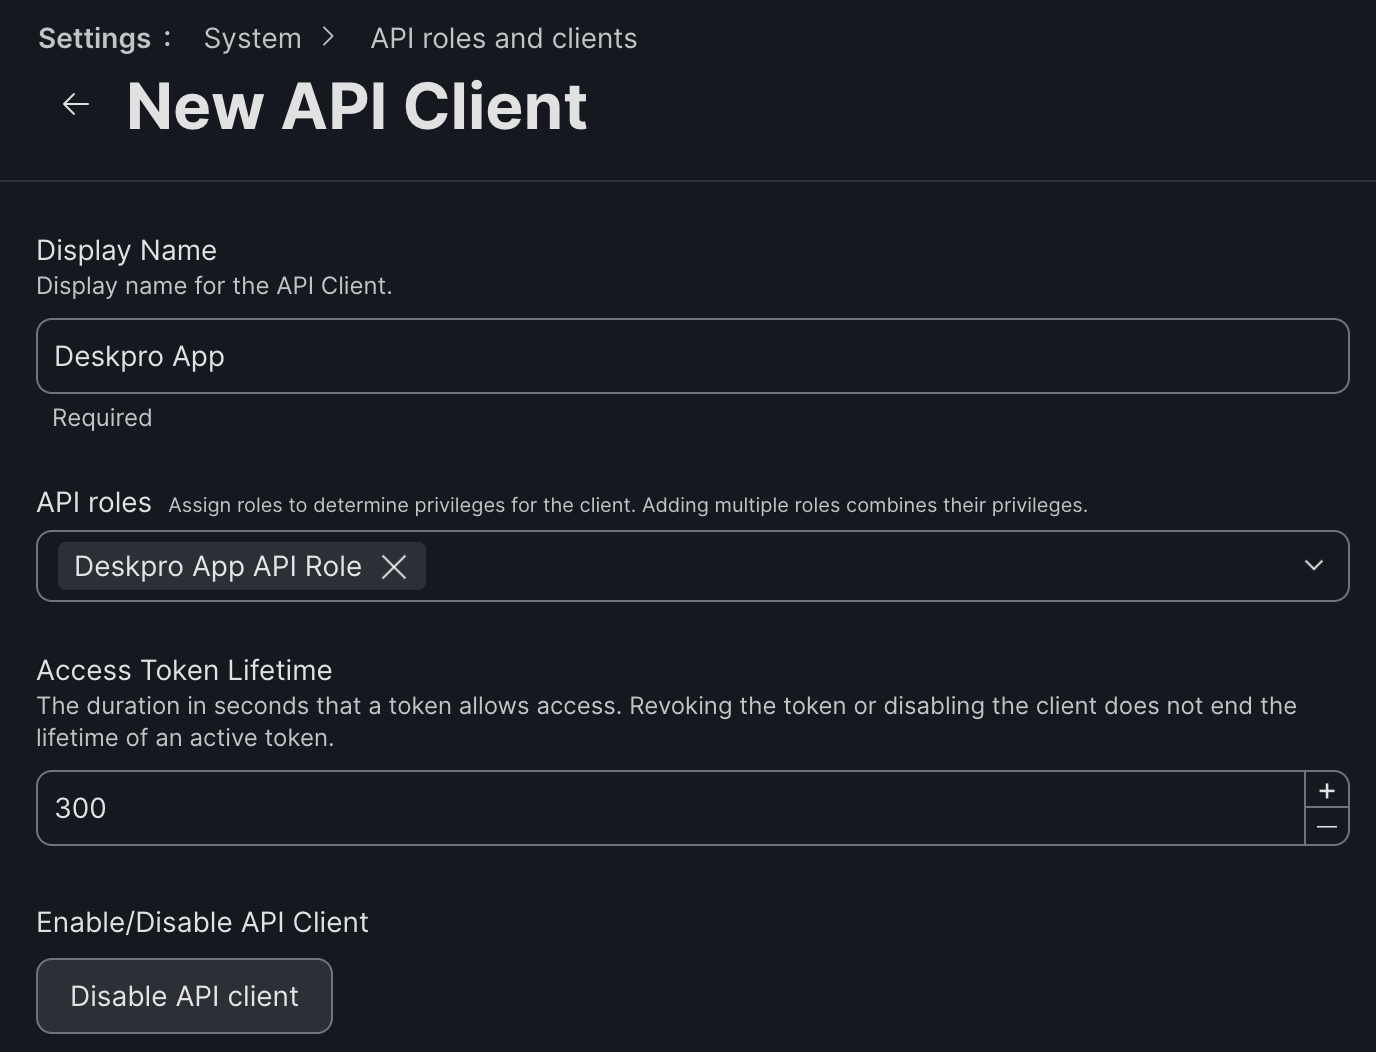 Settings : System > API roles and clients
← New API Client
Display Name
Display name for the API Client.
Deskpro App
Required
API roles Assign roles to determine privileges for the client. Adding multiple roles combines their privileges.
Deskpro App API Role
Access Token Lifetime
The duration in seconds that a token allows access. Revoking the token or disabling the client does not end the
lifetime of an active token.
300
Enable/Disable API Client
Disable API client